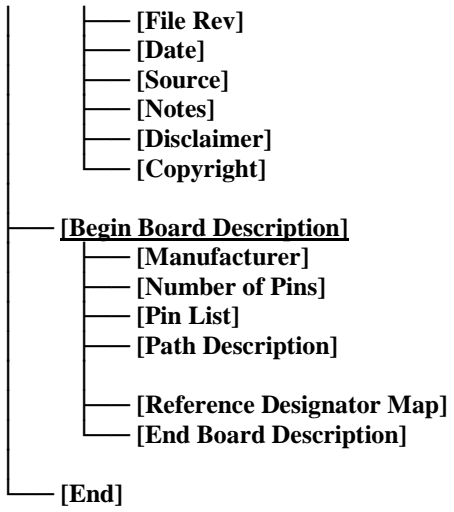 [File Rev]
[Date]
[Source]
[Notes]
[Disclaimer]
[Copyright]
[Begin Board Description]
[Manufacturer]
[Number of Pins]
[Pin List]
[Path Description]
[Reference Designator Map]
[End Board Description]
[End]